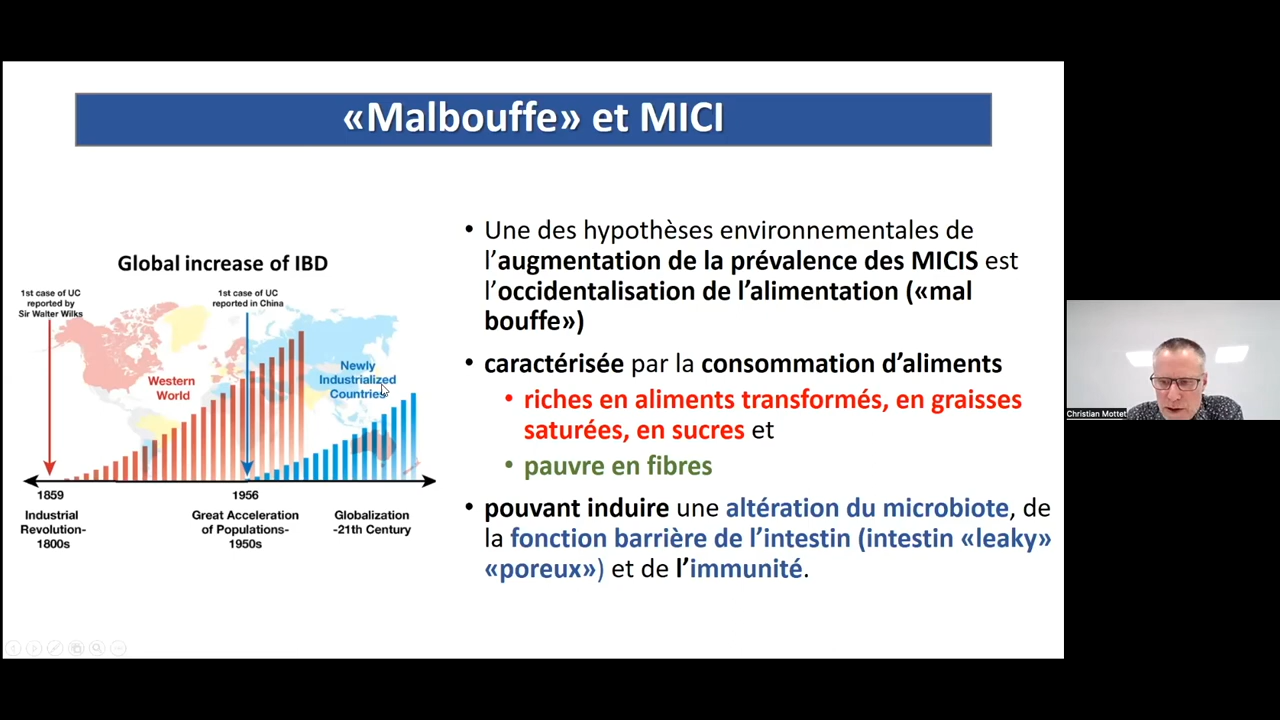 «Malbouffe» et MICI
Global increase of IBD
1st case of UC
reported by
Sir Walter Wilks
1st case of UC
reported in China
Western
World
Newly
Industrialized
Countries
1859
1956
Industrial
Revolution-
1800s
Great Acceleration
of Populations-
1950s
Globalization
-21th Century
• Une des hypothèses environnementales de
l’augmentation de la prévalence des MICIS est
l’occidentalisation de l’alimentation («mal
bouffe»)
• caractérisée par la consommation d’aliments
• riches en aliments transformés, en graisses
saturées, en sucres et
• pauvre en fibres
• pouvant induire une altération du microbiote, de
la fonction barrière de l’intestin (intestin «leaky»
«poreux») et de l’immunité.
Christian Mottet